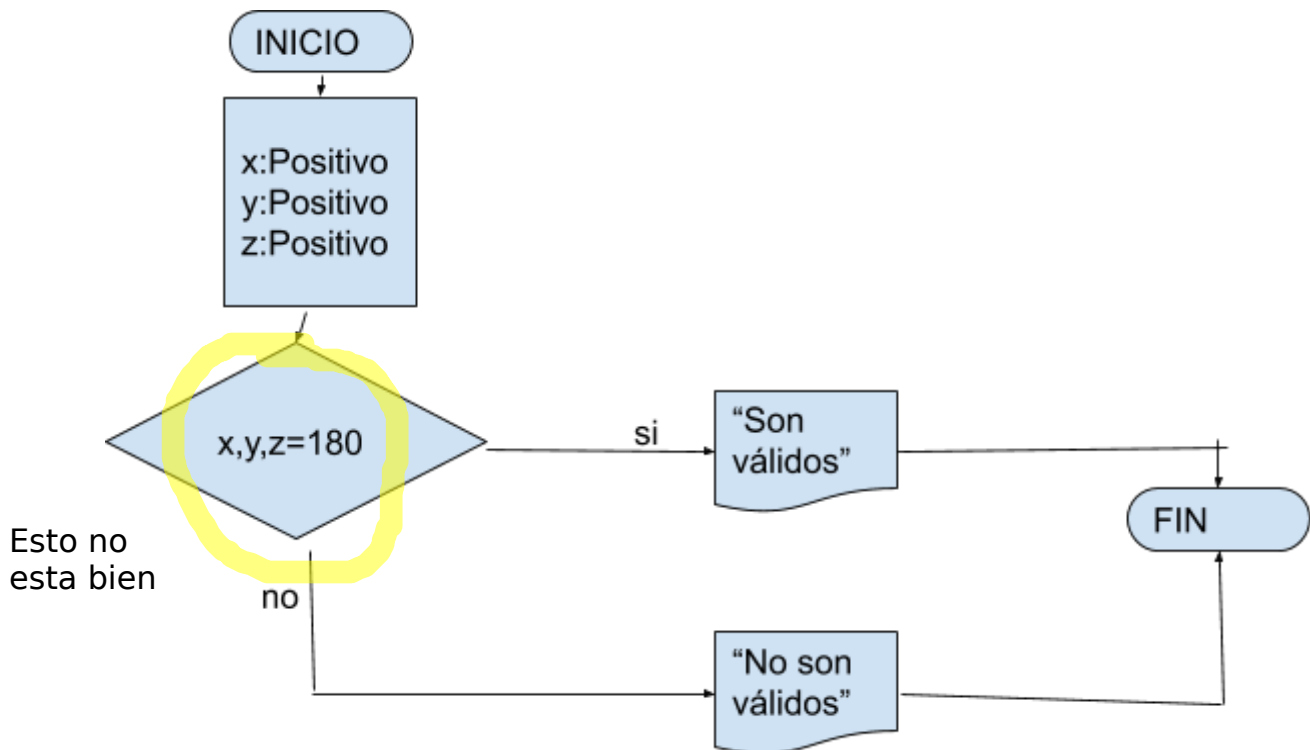 INICIO
x:Positivo
y:Positivo
z:Positivo
x,y,z=180
si
“Son
válidos”
FIN
Esto no
esta bien
no
“No son
válidos”